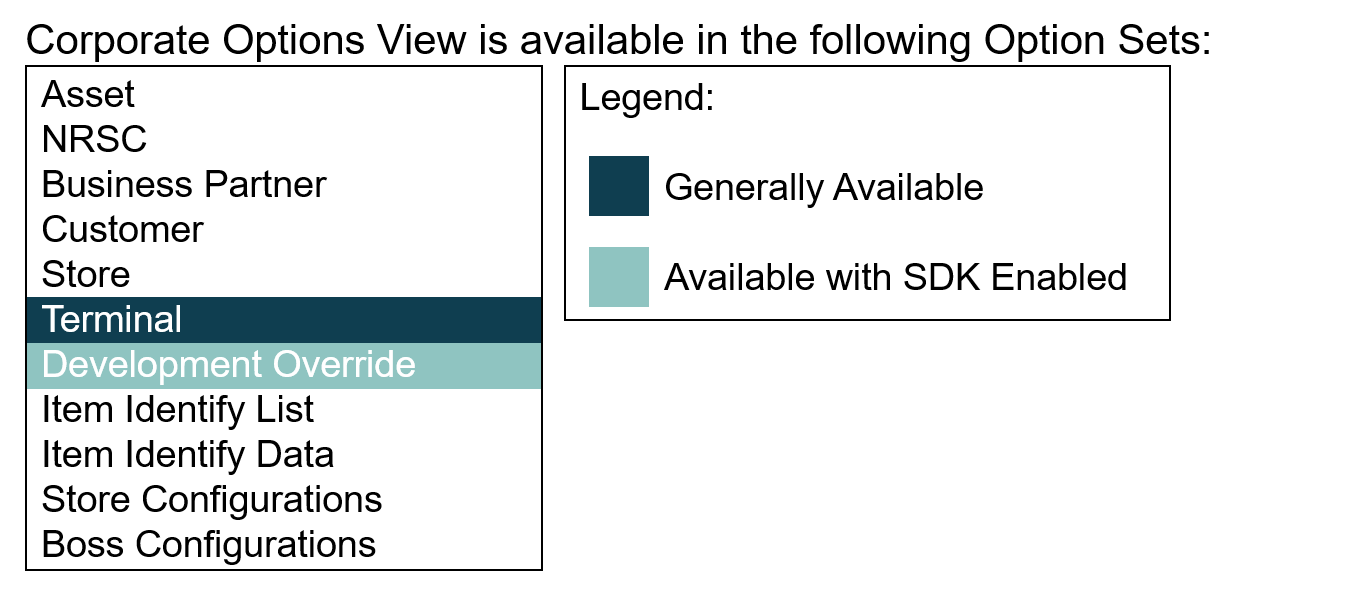 Corporate Options View is available in the following Option Sets:
Asset
NRSC
Business Partner
Customer
Store
Terminal
Development Override
Item Identify List
Item Identify Data
Store Configurations
Boss Configurations
Legend:
Generally Available
Available with SDK Enabled